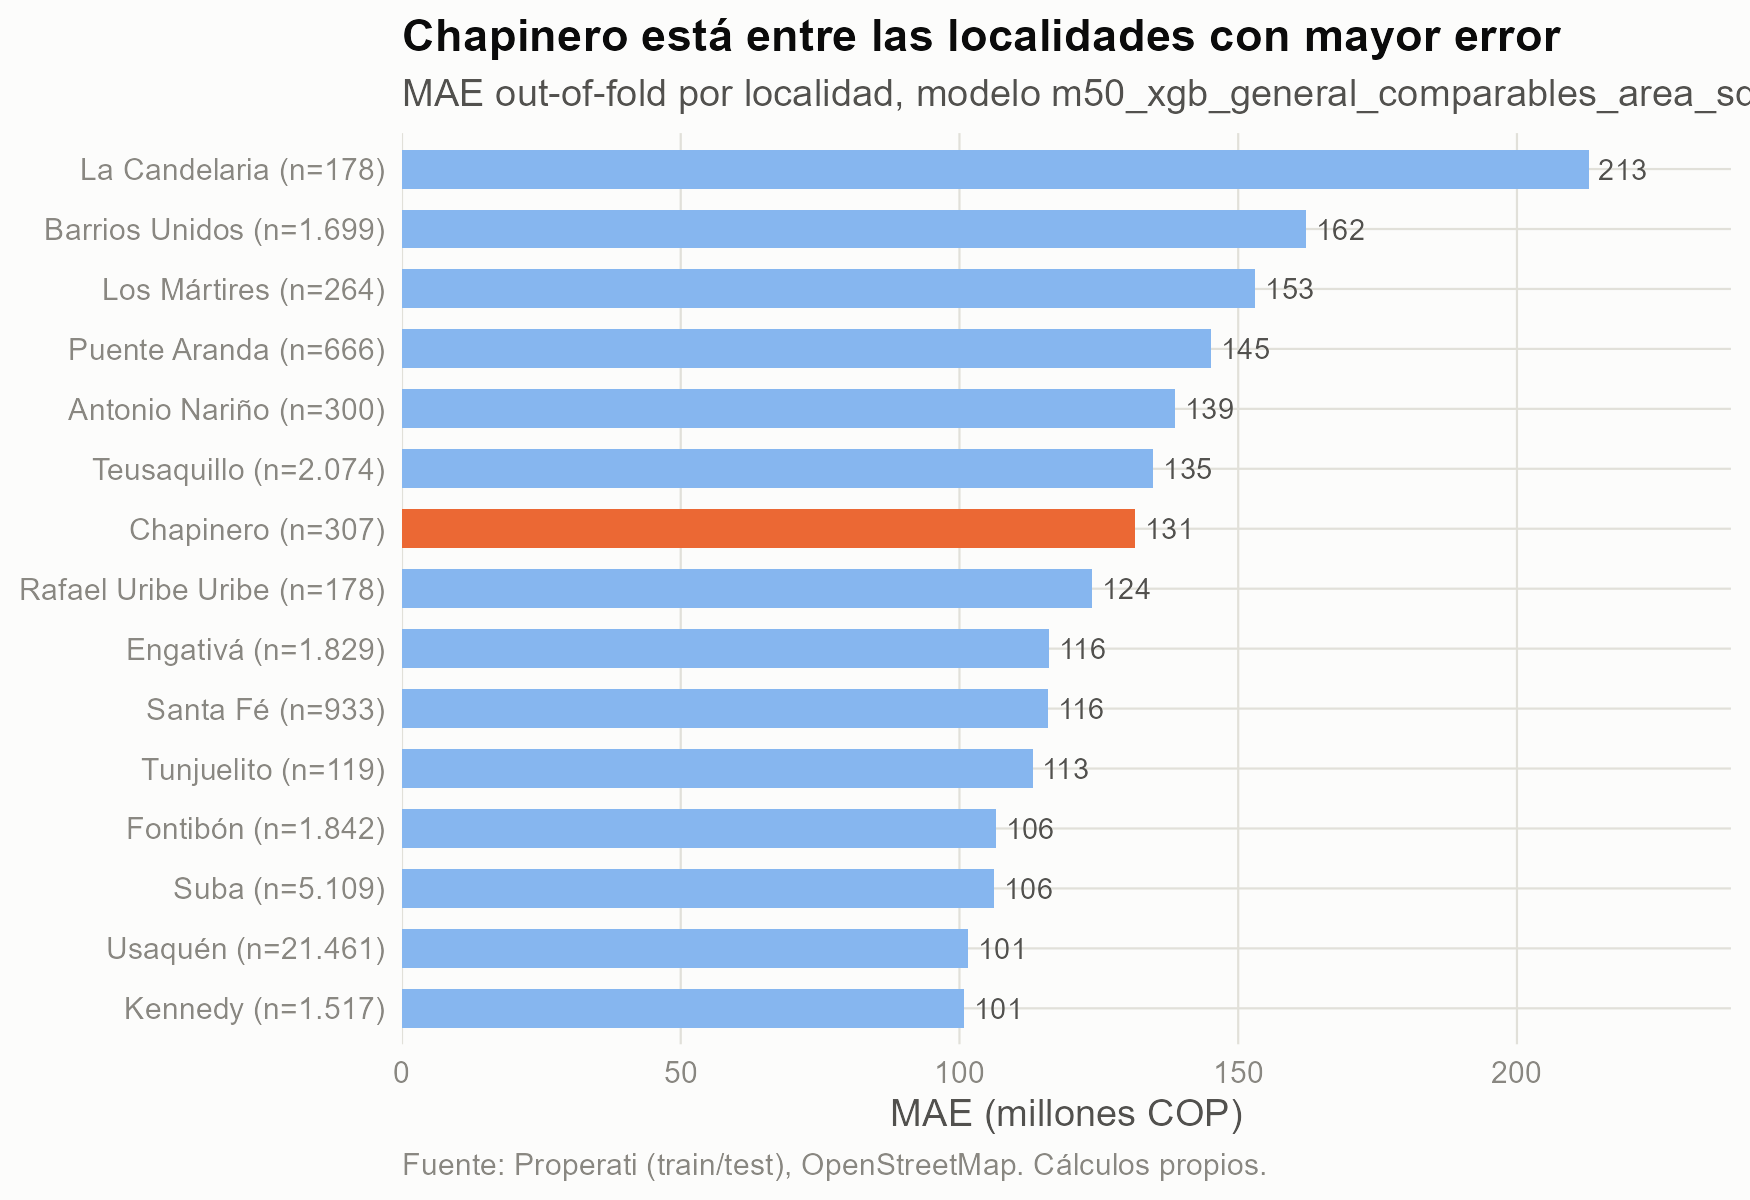 Chapinero está entre las localidades con mayor error
MAE out-of-fold por localidad, modelo m50_xgb_general_comparables_area_
La Candelaria (n=178) 213
Barrios Unidos (n=1.699) 162
Los Mártires (n=264) 153
Puente Aranda (n=666) 145
Antonio Nariño (n=300) 139
Teusaquillo (n=2.074) 135
Chapinero (n=307) 131
Rafael Uribe Uribe (n=178) 124
Engativá (n=1.829) 116
Santa Fé (n=933) 116
Tunjuelito (n=119) 113
Fontibón (n=1.842) 106
Suba (n=5.109) 106
Usaquén (n=21.461) 101
Kennedy (n=1.517) 101
0 50 100 150 200
MAE (millones COP)
Fuente: Properati (train/test), OpenStreetMap. Cálculos propios.